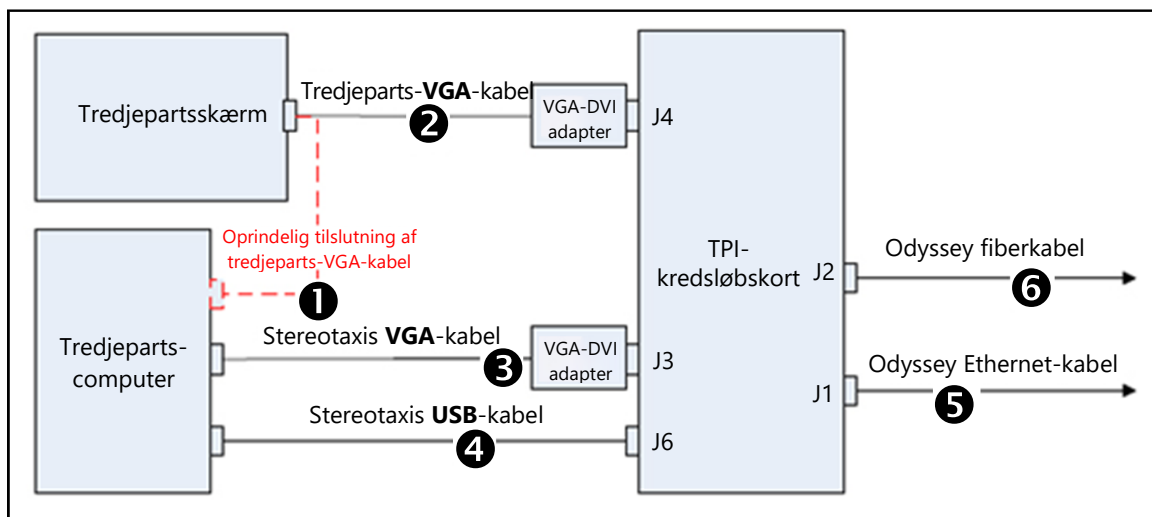 Tredjepartsskærm
Tredjeparts-VGA-kabel
2
VGA-DVI
adapter
J4
Oprindelig tilslutning af
tredjeparts-VGA-kabel
1
TPI-
kredsløbskort
J2
Odyssey fiberkabel
6
Tredjeparts-
computer
Stereotaxis VGA-kabel
3
VGA-DVI
adapter
J3
J1
Odyssey Ethernet-kabel
5
Stereotaxis USB-kabel
4
J6